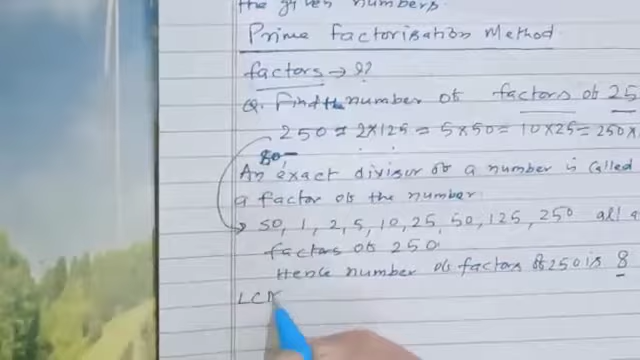 the given numbers.
Prime factorisation Method
factors → 9?
Q. Find the number of factors of 25
250 = 2×125 = 5×50 = 10×25 = 250×
An exact divisor of a number is called
a factor of the number.
So, 1, 2, 5, 10, 25, 50, 125, 250 all a
factors of 250
Hence number of factors of 250 is 8
LCM